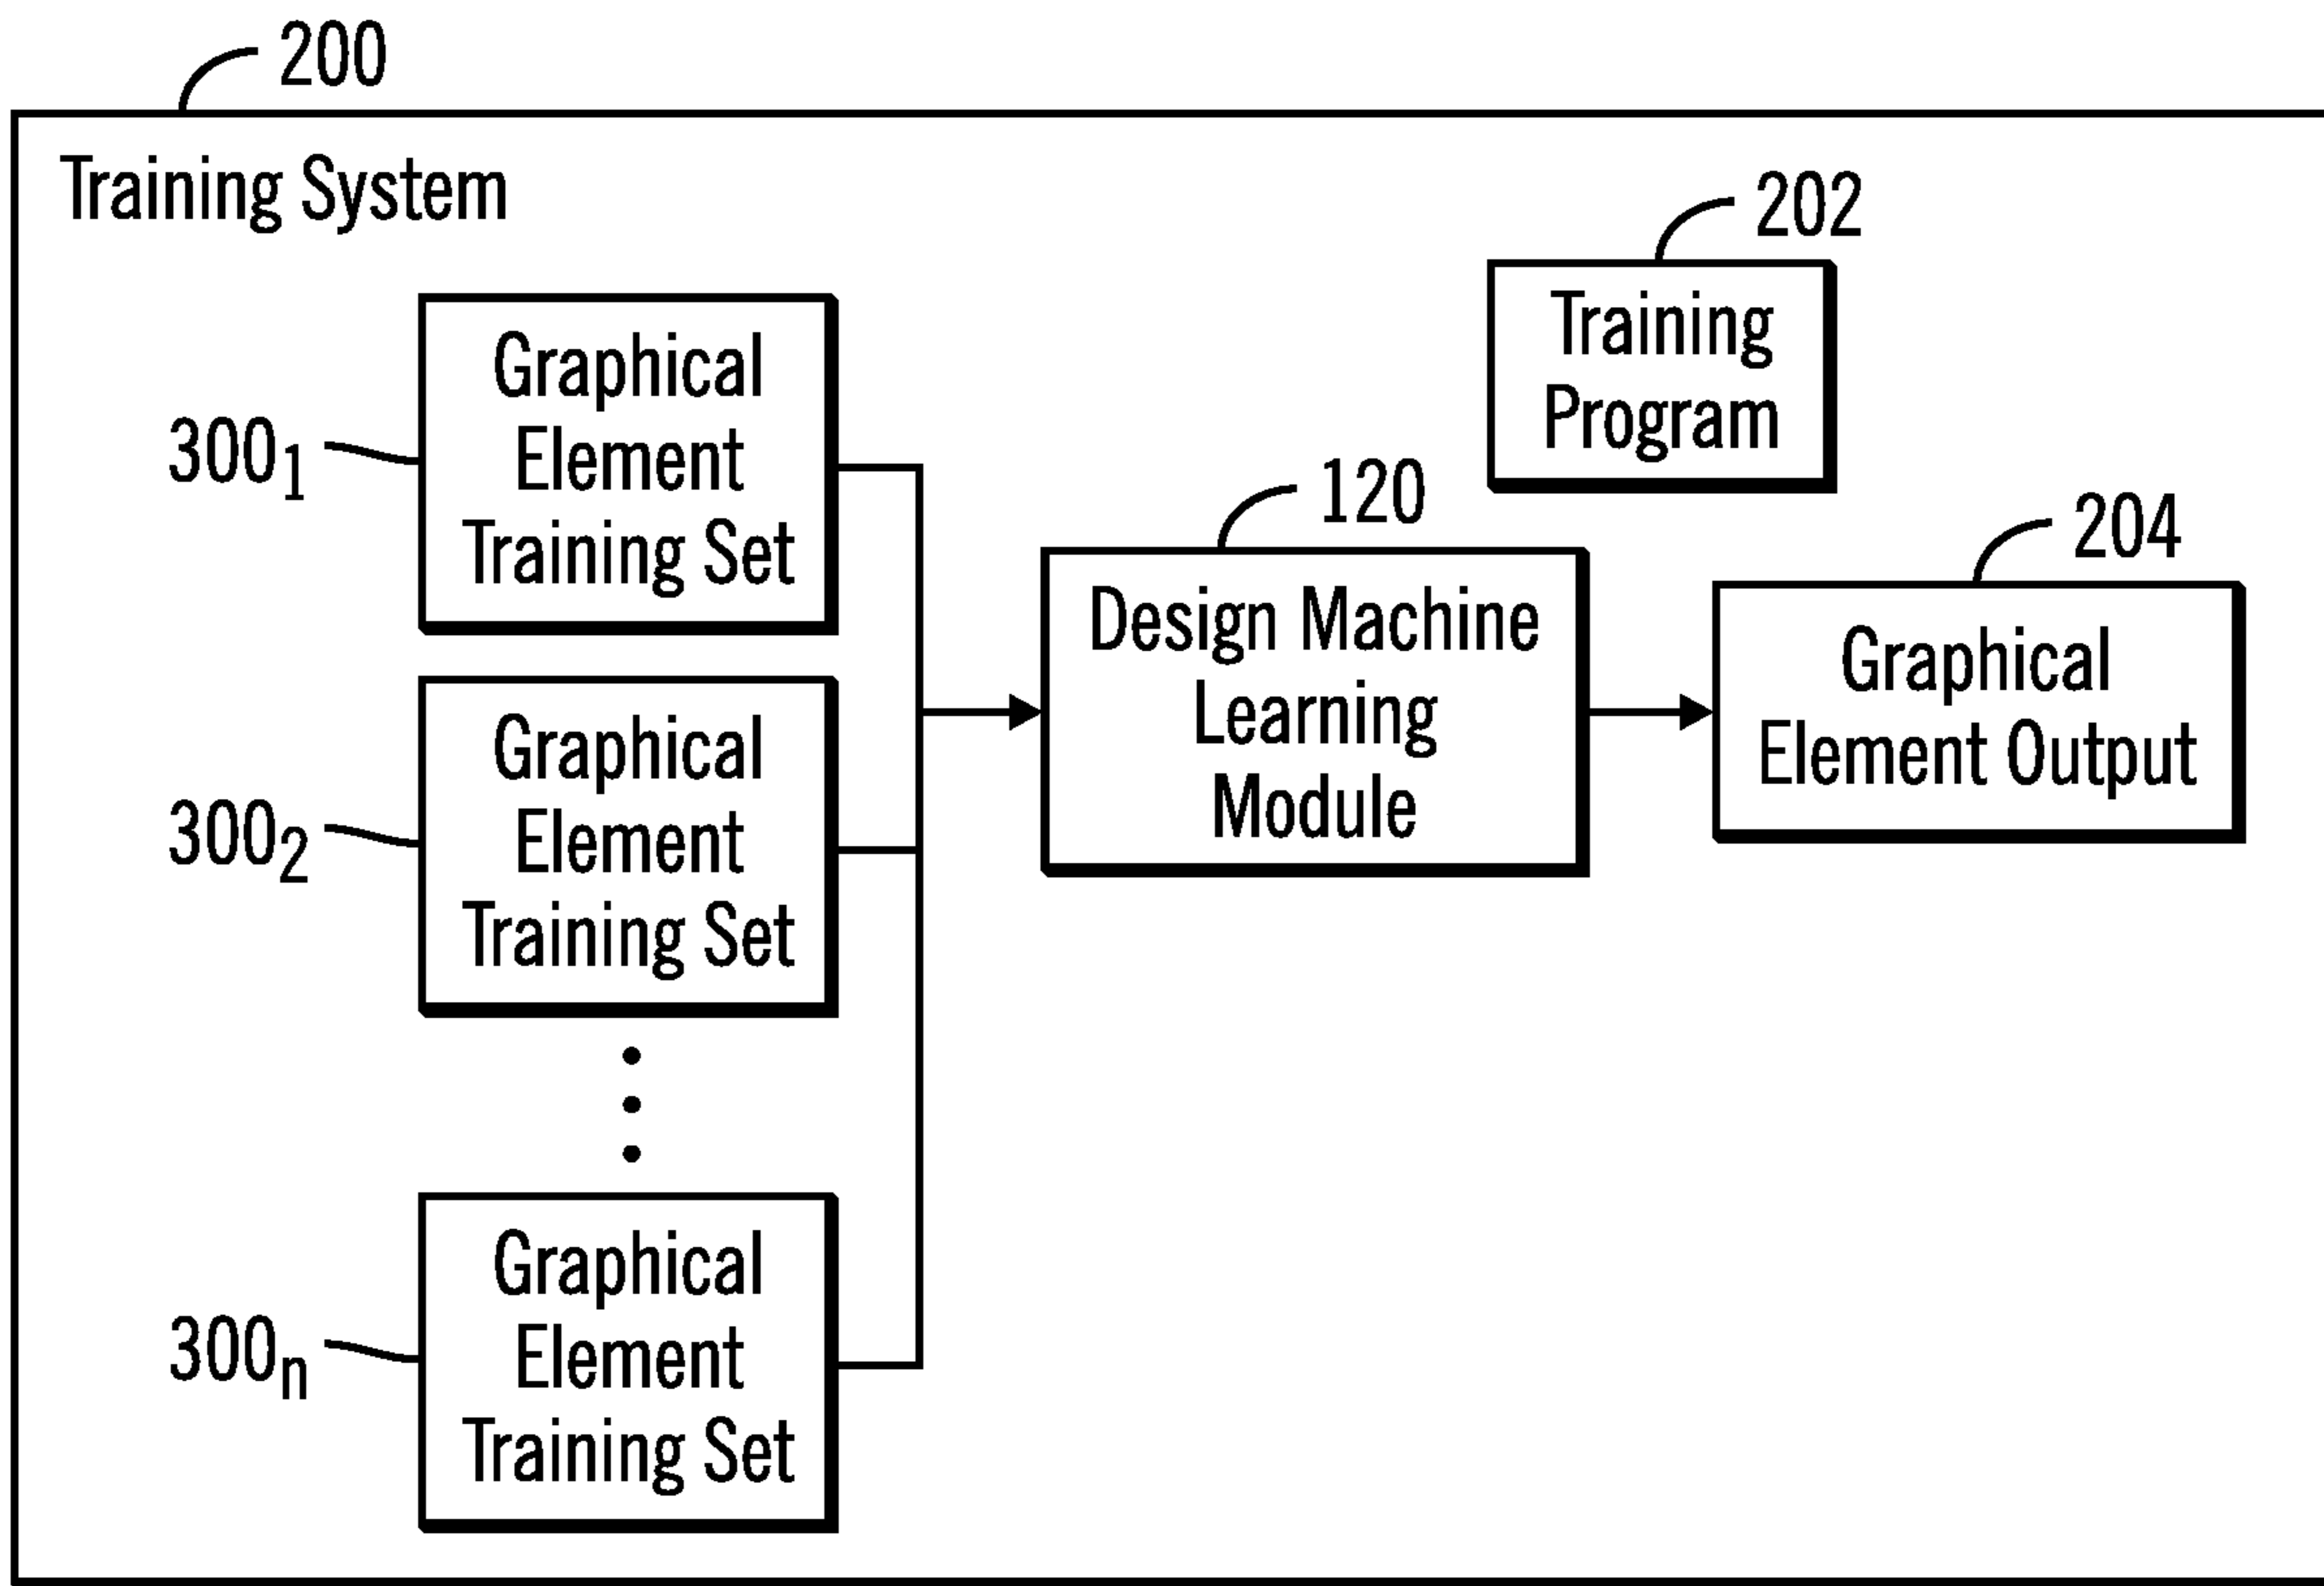 200
Training System
202
Training
Program
300₁
Graphical
Element
Training Set
120
Design Machine
Learning
Module
204
Graphical
Element Output
300₂
Graphical
Element
Training Set
300ₙ
Graphical
Element
Training Set